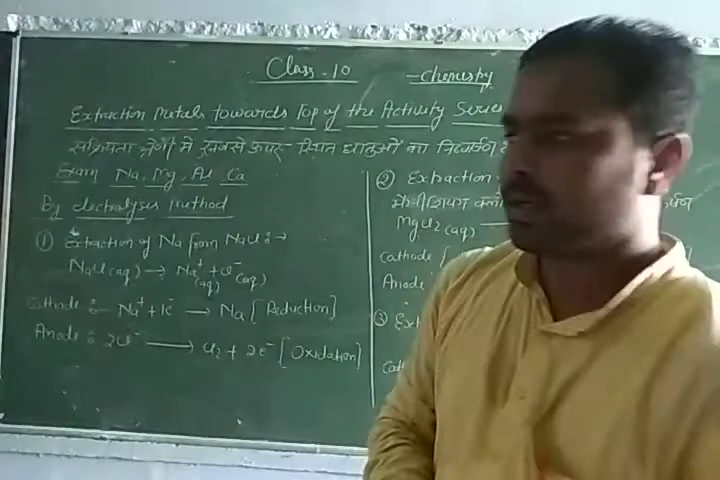 Class - 10 - Chemistry
Extraction Metals towards Top of the Activity Series
सक्रियता श्रेणी में सबसे ऊपर स्थित धातुओं का निष्कर्षण
Exam Na, Mg, Al, Ca
By electrolysis method
① Extraction of Na from NaCl :→
NaCl(aq) → Na⁺(aq) + Cl⁻(aq)
Cathode :- Na⁺ + 1e⁻ → Na [Reduction]
Anode : 2Cl⁻ → Cl₂ + 2e⁻ [Oxidation]
② Extraction
MgCl₂(aq)
Cathode [
Anode :
③ Ext